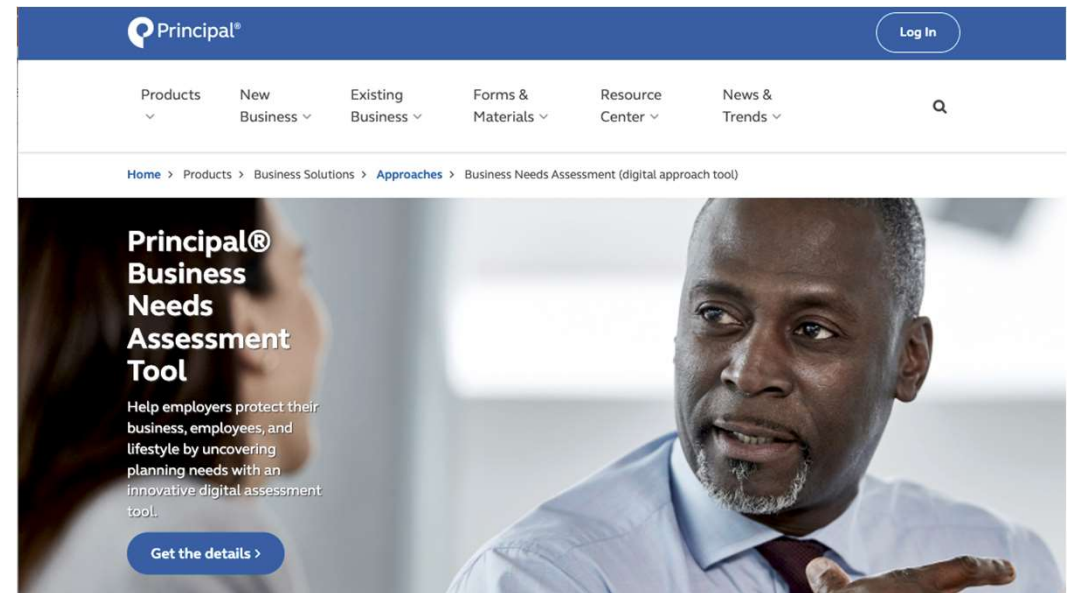 Principal®
Log In
Products
New
Business
Existing
Business
Forms &
Materials
Resource
Center
News &
Trends
Home > Products > Business Solutions > Approaches > Business Needs Assessment (digital approach tool)
Principal®
Business
Needs
Assessment
Tool
Help employers protect their
business, employees, and
lifestyle by uncovering
planning needs with an
innovative digital assessment
tool.
Get the details >